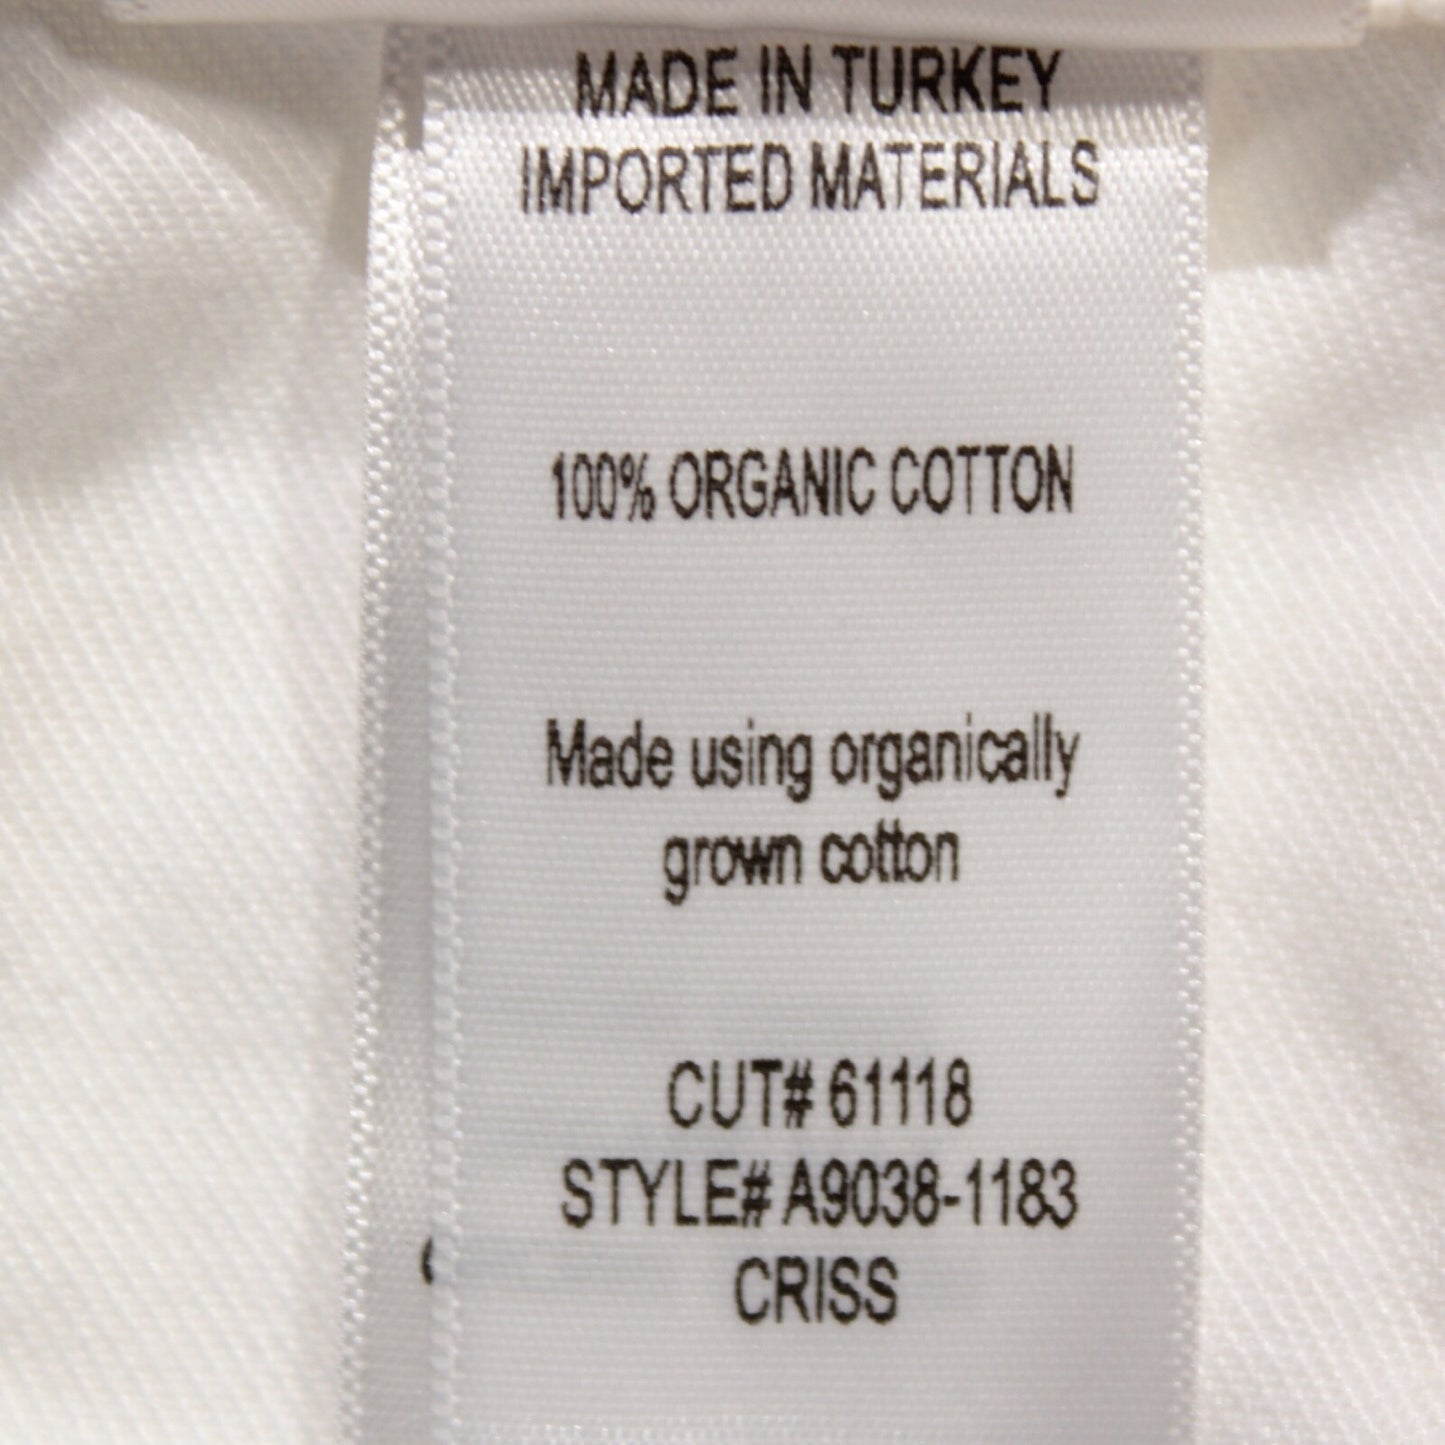 MADE IN TURKEY
IMPORTED MATERIALS
100% ORGANIC COTTON
Made using organically
grown cotton
CUT# 61118
STYLE# A9038-1183
CRISS